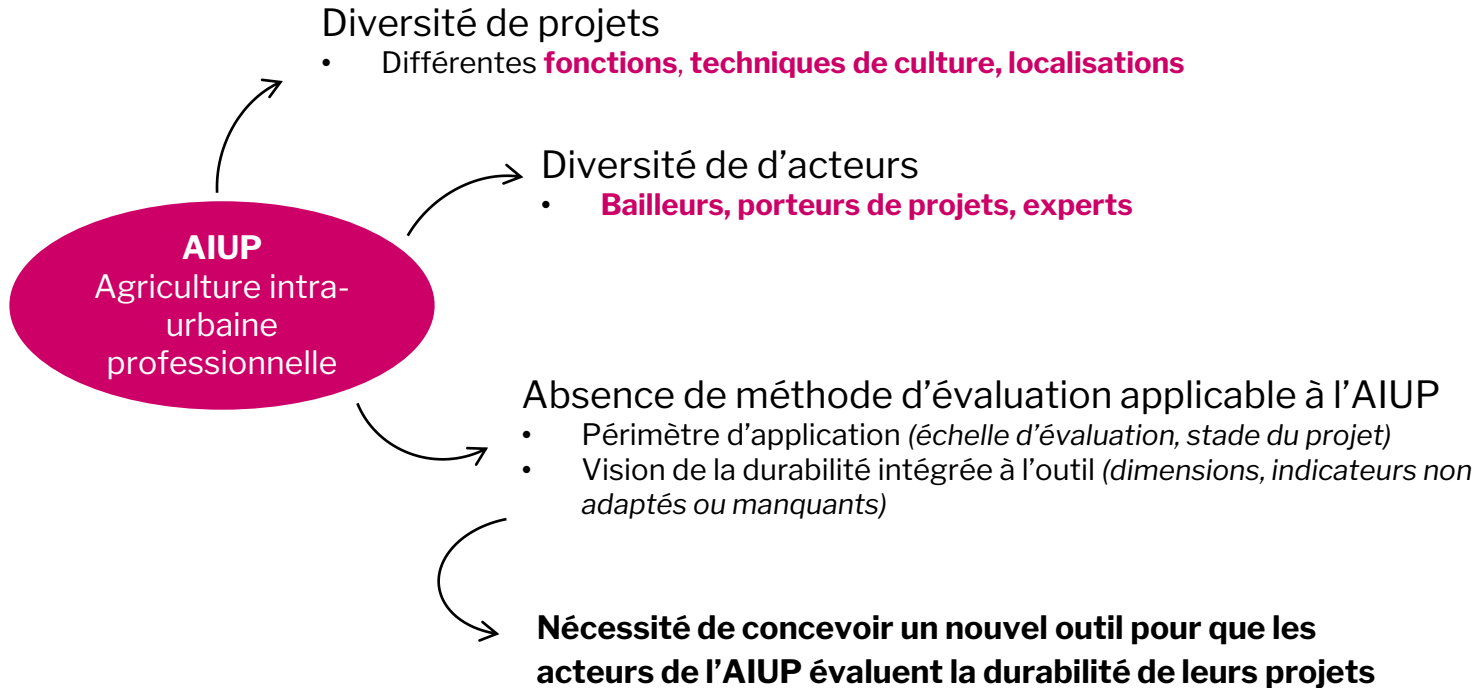 Diversité de projets
• Différentes fonctions, techniques de culture, localisations
Diversité de d’acteurs
• Bailleurs, porteurs de projets, experts
AIUP
Agriculture intra-
urbaine
professionnelle
Absence de méthode d’évaluation applicable à l’AIUP
• Périmètre d’application (échelle d’évaluation, stade du projet)
• Vision de la durabilité intégrée à l’outil (dimensions, indicateurs non
adaptés ou manquants)
Nécessité de concevoir un nouvel outil pour que les
acteurs de l’AIUP évaluent la durabilité de leurs projets